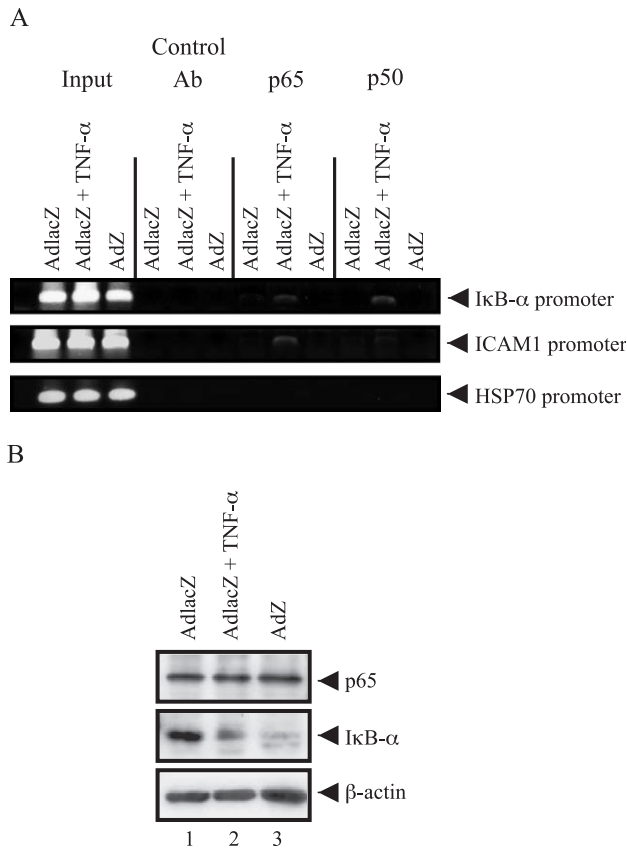 A
Control
Input Ab p65 p50
AdlacZ
AdlacZ + TNF-α
AdZ
AdlacZ
AdlacZ + TNF-α
AdZ
AdlacZ
AdlacZ + TNF-α
AdZ
AdlacZ
AdlacZ + TNF-α
AdZ
IκB-α promoter
ICAM1 promoter
HSP70 promoter
B
AdlacZ
AdlacZ + TNF-α
AdZ
p65
IκB-α
β-actin
1 2 3